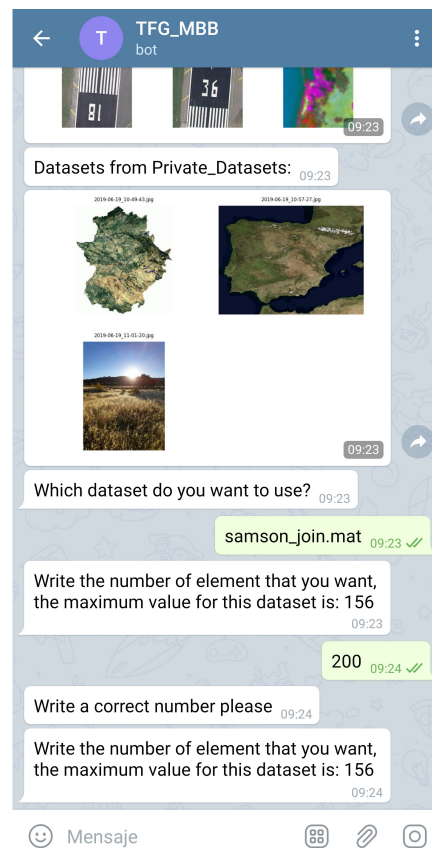 T
TFG_MBB
bot
18
36
09:23
Datasets from Private_Datasets:
09:23
2019-06-19_10-49-43.jpg
2019-06-19_10-57-27.jpg
2019-06-19_11-01-20.jpg
09:23
Which dataset do you want to use?
09:23
samson_join.mat
09:23
Write the number of element that you want,
the maximum value for this dataset is: 156
09:23
200
09:24
Write a correct number please
09:24
Write the number of element that you want,
the maximum value for this dataset is: 156
09:24
Mensaje